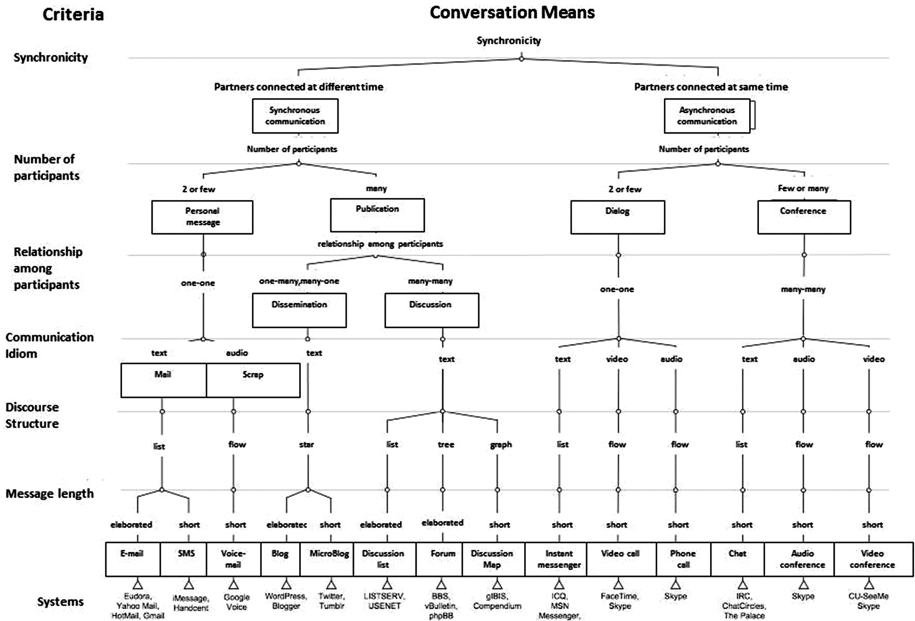 Criteria
Conversation Means
Synchronicity
Synchronicity
Partners connected at different time
Partners connected at same time
Synchronous
communication
Asynchronous
communication
Number of
participants
Number of participants
Number of participants
2 or few
many
2 or few
Few or many
Personal
message
Publication
Dialog
Conference
Relationship
among
participants
relationship among participants
one-one
one-many,many-one
many-many
one-one
many-many
Dissemination
Discussion
Communication
Idiom
text
audio
text
text
text
video
audio
text
audio
video
Mail
Scrap
Discourse
Structure
list
flow
star
list
tree
graph
list
flow
flow
list
flow
flow
Message length
elaborated
short
short
elaboratec
short
elaborated
elaborated
short
short
short
short
short
short
short
E-mail
SMS
Voice-
mail
Blog
MicroBlog
Discussion
list
Forum
Discussion
Map
Instant
messenger
Video call
Phone
call
Chat
Audio
conference
Video
conference
Systems
Eudora,
Yahoo Mail,
HotMail, Gmail
iMessage,
Handcent
Google
Voice
WordPress,
Blogger
Twitter,
Tumblr
LISTSERV,
USENET
BBS,
vBulletin,
phpBB
gIBIS,
Compendium
ICQ,
MSN
Messenger,
FaceTime,
Skype
Skype
IRC,
ChatCircles,
The Palace
Skype
CU-SeeMe
Skype